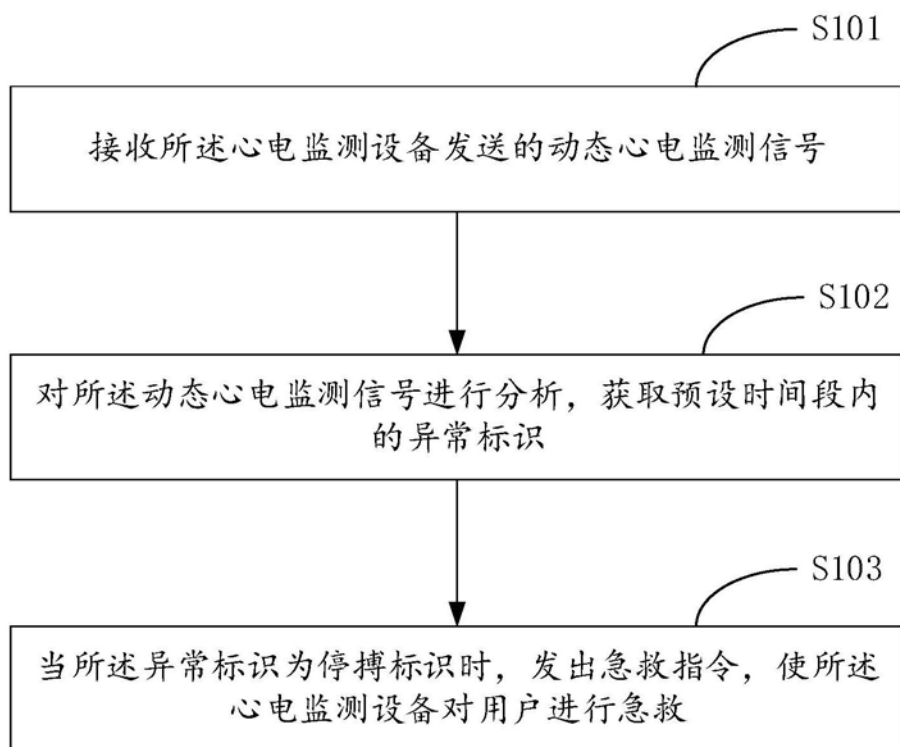 S101
接收所述心电监测设备发送的动态心电监测信号
S102
对所述动态心电监测信号进行分析，获取预设时间段内
的异常标识
S103
当所述异常标识为停搏标识时，发出急救指令，使所述
心电监测设备对用户进行急救